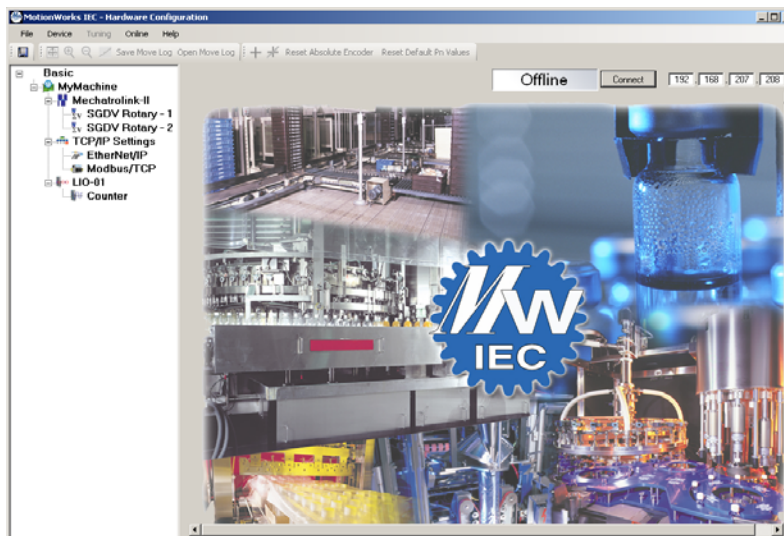 MotionWorks IEC - Hardware Configuration
File Device Tuning Online Help
Save Move Log Open Move Log Reset Absolute Encoder Reset Default Pn Values
Basic
Offline Connect 192 . 168 . 207 . 208
MyMachine
Mechatrolink-II
SGDV Rotary - 1
SGDV Rotary - 2
TCP/IP Settings
EtherNet/IP
Modbus/TCP
LIO-01
Counter
MW
IEC